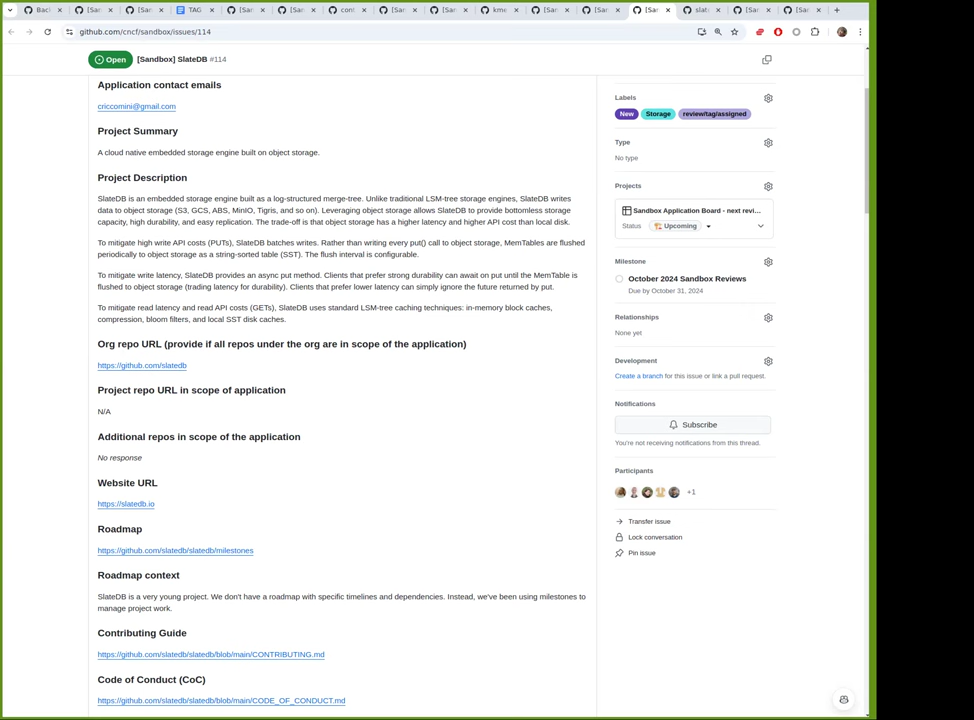 Bacl
[San
[San
TAG
[San
[San
cont
[San
[San
kme
[San
[San
[Sar
slate
[San
[San
github.com/cncf/sandbox/issues/114
Open
[Sandbox] SlateDB #114
Application contact emails
criccomini@gmail.com
Project Summary
A cloud native embedded storage engine built on object storage.
Project Description
SlateDB is an embedded storage engine built as a log-structured merge-tree. Unlike traditional LSM-tree storage engines, SlateDB writes
data to object storage (S3, GCS, ABS, MinIO, Tigris, and so on). Leveraging object storage allows SlateDB to provide bottomless storage
capacity, high durability, and easy replication. The trade-off is that object storage has a higher latency and higher API cost than local disk.
To mitigate high write API costs (PUTs), SlateDB batches writes. Rather than writing every put() call to object storage, MemTables are flushed
periodically to object storage as a string-sorted table (SST). The flush interval is configurable.
To mitigate write latency, SlateDB provides an async put method. Clients that prefer strong durability can await on put until the MemTable is
flushed to object storage (trading latency for durability). Clients that prefer lower latency can simply ignore the future returned by put.
To mitigate read latency and read API costs (GETs), SlateDB uses standard LSM-tree caching techniques: in-memory block caches,
compression, bloom filters, and local SST disk caches.
Org repo URL (provide if all repos under the org are in scope of the application)
https://github.com/slatedb
Project repo URL in scope of application
N/A
Additional repos in scope of the application
No response
Website URL
https://slatedb.io
Roadmap
https://github.com/slatedb/slatedb/milestones
Roadmap context
SlateDB is a very young project. We don't have a roadmap with specific timelines and dependencies. Instead, we've been using milestones to
manage project work.
Contributing Guide
https://github.com/slatedb/slatedb/blob/main/CONTRIBUTING.md
Code of Conduct (CoC)
https://github.com/slatedb/slatedb/blob/main/CODE_OF_CONDUCT.md
Labels
New Storage review/tag/assigned
Type
No type
Projects
Sandbox Application Board - next revi...
Status Upcoming
Milestone
October 2024 Sandbox Reviews
Due by October 31, 2024
Relationships
None yet
Development
Create a branch for this issue or link a pull request.
Notifications
Subscribe
You're not receiving notifications from this thread.
Participants
+1
Transfer issue
Lock conversation
Pin issue